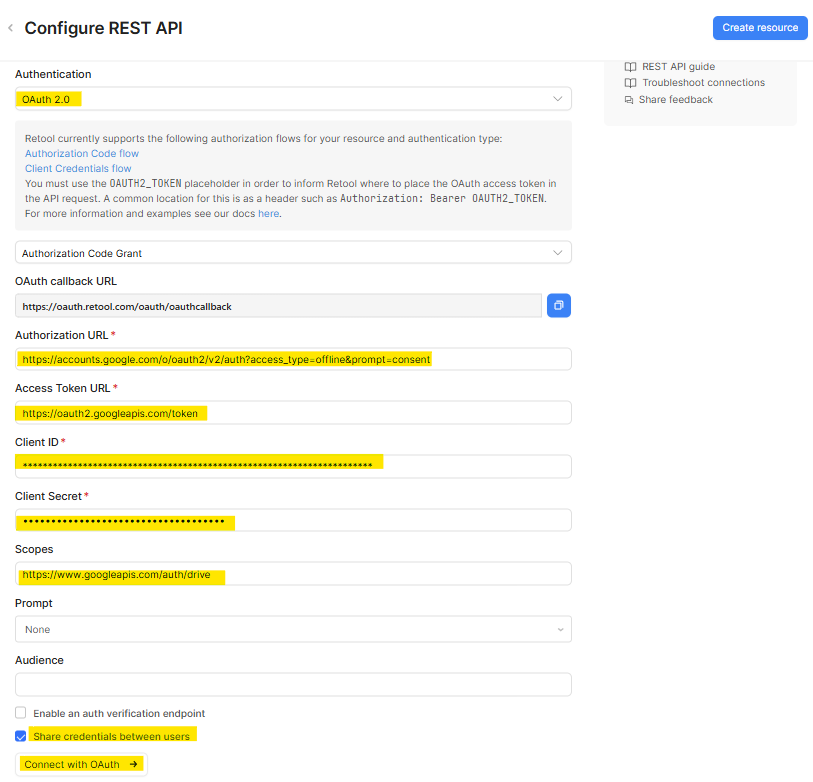 Configure REST API
Create resource
REST API guide
Troubleshoot connections
Share feedback
Authentication
OAuth 2.0
Retool currently supports the following authorization flows for your resource and authentication type:
Authorization Code flow
Client Credentials flow
You must use the OAUTH2_TOKEN placeholder in order to inform Retool where to place the OAuth access token in
the API request. A common location for this is as a header such as Authorization: Bearer OAUTH2_TOKEN.
For more information and examples see our docs here.
Authorization Code Grant
OAuth callback URL
https://oauth.retool.com/oauth/oauthcallback
Authorization URL *
https://accounts.google.com/o/oauth2/v2/auth?access_type=offline&prompt=consent
Access Token URL *
https://oauth2.googleapis.com/token
Client ID *
Client Secret *
Scopes
https://www.googleapis.com/auth/drive
Prompt
None
Audience
Enable an auth verification endpoint
Share credentials between users
Connect with OAuth →